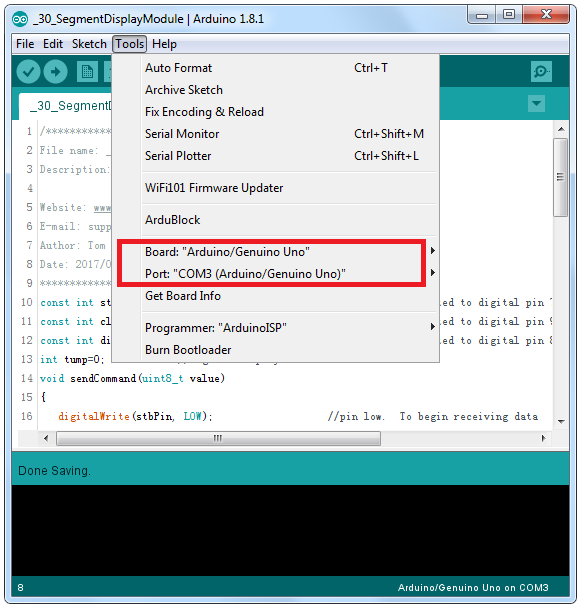 _30_SegmentDisplayModule | Arduino 1.8.1
File Edit Sketch Tools Help
Auto Format Ctrl+T
Archive Sketch
Fix Encoding & Reload
Serial Monitor Ctrl+Shift+M
Serial Plotter Ctrl+Shift+L
WiFi101 Firmware Updater
ArduBlock
Board: "Arduino/Genuino Uno"
Port: "COM3 (Arduino/Genuino Uno)"
Get Board Info
Programmer: "ArduinoISP"
Burn Bootloader
_30_SegmentD
1 /************
2 File name: _
3 Description:
4
5 Website: www
6 E-mail: supp
7 Author: Tom
8 Date: 2017/0
9 ************
10 const int st ed to digital pin 7
11 const int cl ed to digital pin 9
12 const int di ed to digital pin 8
13 int tump=0;
14 void sendCommand(uint8_t value)
15 {
16 digitalWrite(stbPin, LOW); //pin low. To begin receiving data
Done Saving.
8 Arduino/Genuino Uno on COM3